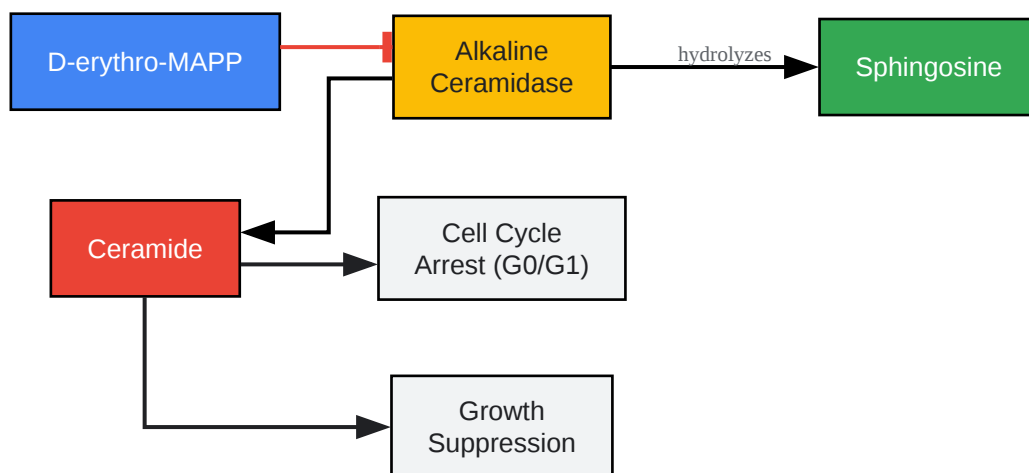 D-erythro-MAPP
Alkaline
Ceramidase
hydrolyzes
Sphingosine
Ceramide
Cell Cycle
Arrest (G0/G1)
Growth
Suppression